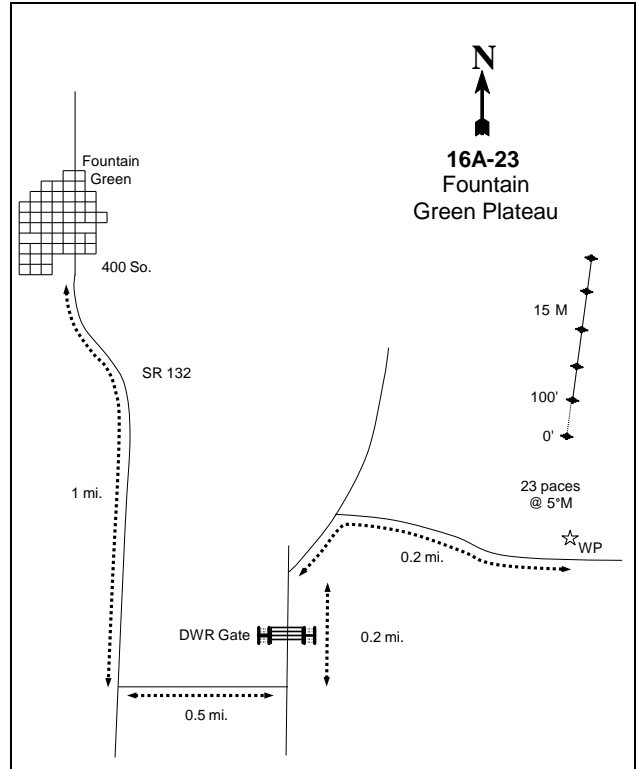 N
16A-23
Fountain
Green Plateau
Fountain
Green
400 So.
SR 132
15 M
100'
0'
1 mi.
23 paces
@ 5°M
WP
0.2 mi.
DWR Gate
0.2 mi.
0.5 mi.